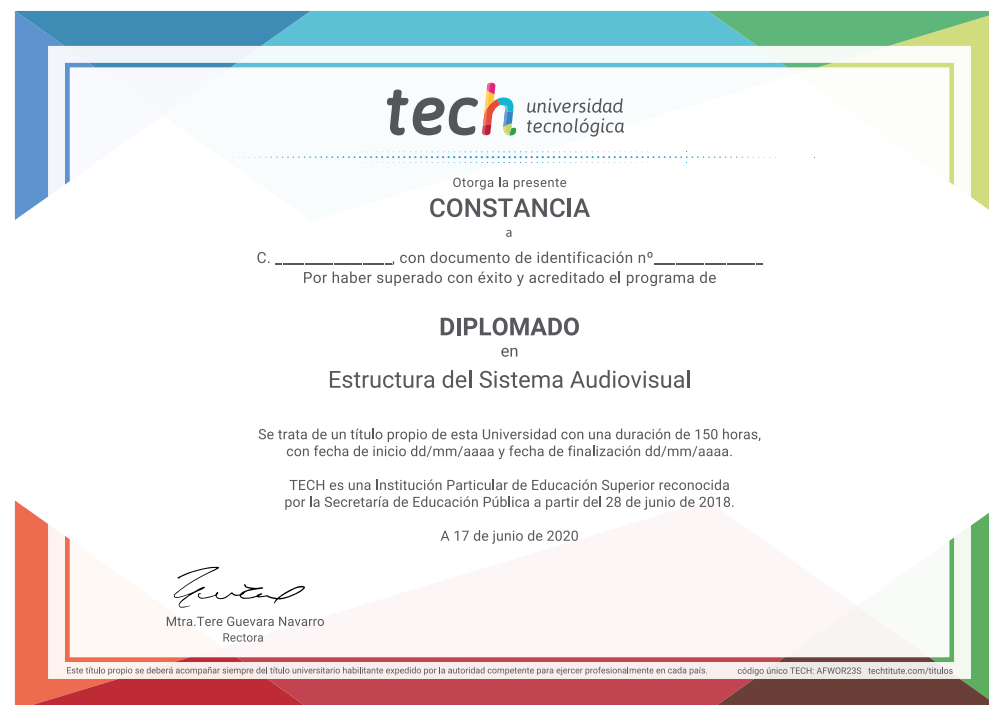 tech universidad
tecnológica
Otorga la presente
CONSTANCIA
a
C. ______________, con documento de identificación nº_____________
Por haber superado con éxito y acreditado el programa de
DIPLOMADO
en
Estructura del Sistema Audiovisual
Se trata de un título propio de esta Universidad con una duración de 150 horas,
con fecha de inicio dd/mm/aaaa y fecha de finalización dd/mm/aaaa.
TECH es una Institución Particular de Educación Superior reconocida
por la Secretaría de Educación Pública a partir del 28 de junio de 2018.
A 17 de junio de 2020
Mtra.Tere Guevara Navarro
Rectora
Este título propio se deberá acompañar siempre del título universitario habilitante expedido por la autoridad competente para ejercer profesionalmente en cada país. código único TECH: AFWOR23S techtitute.com/titulos